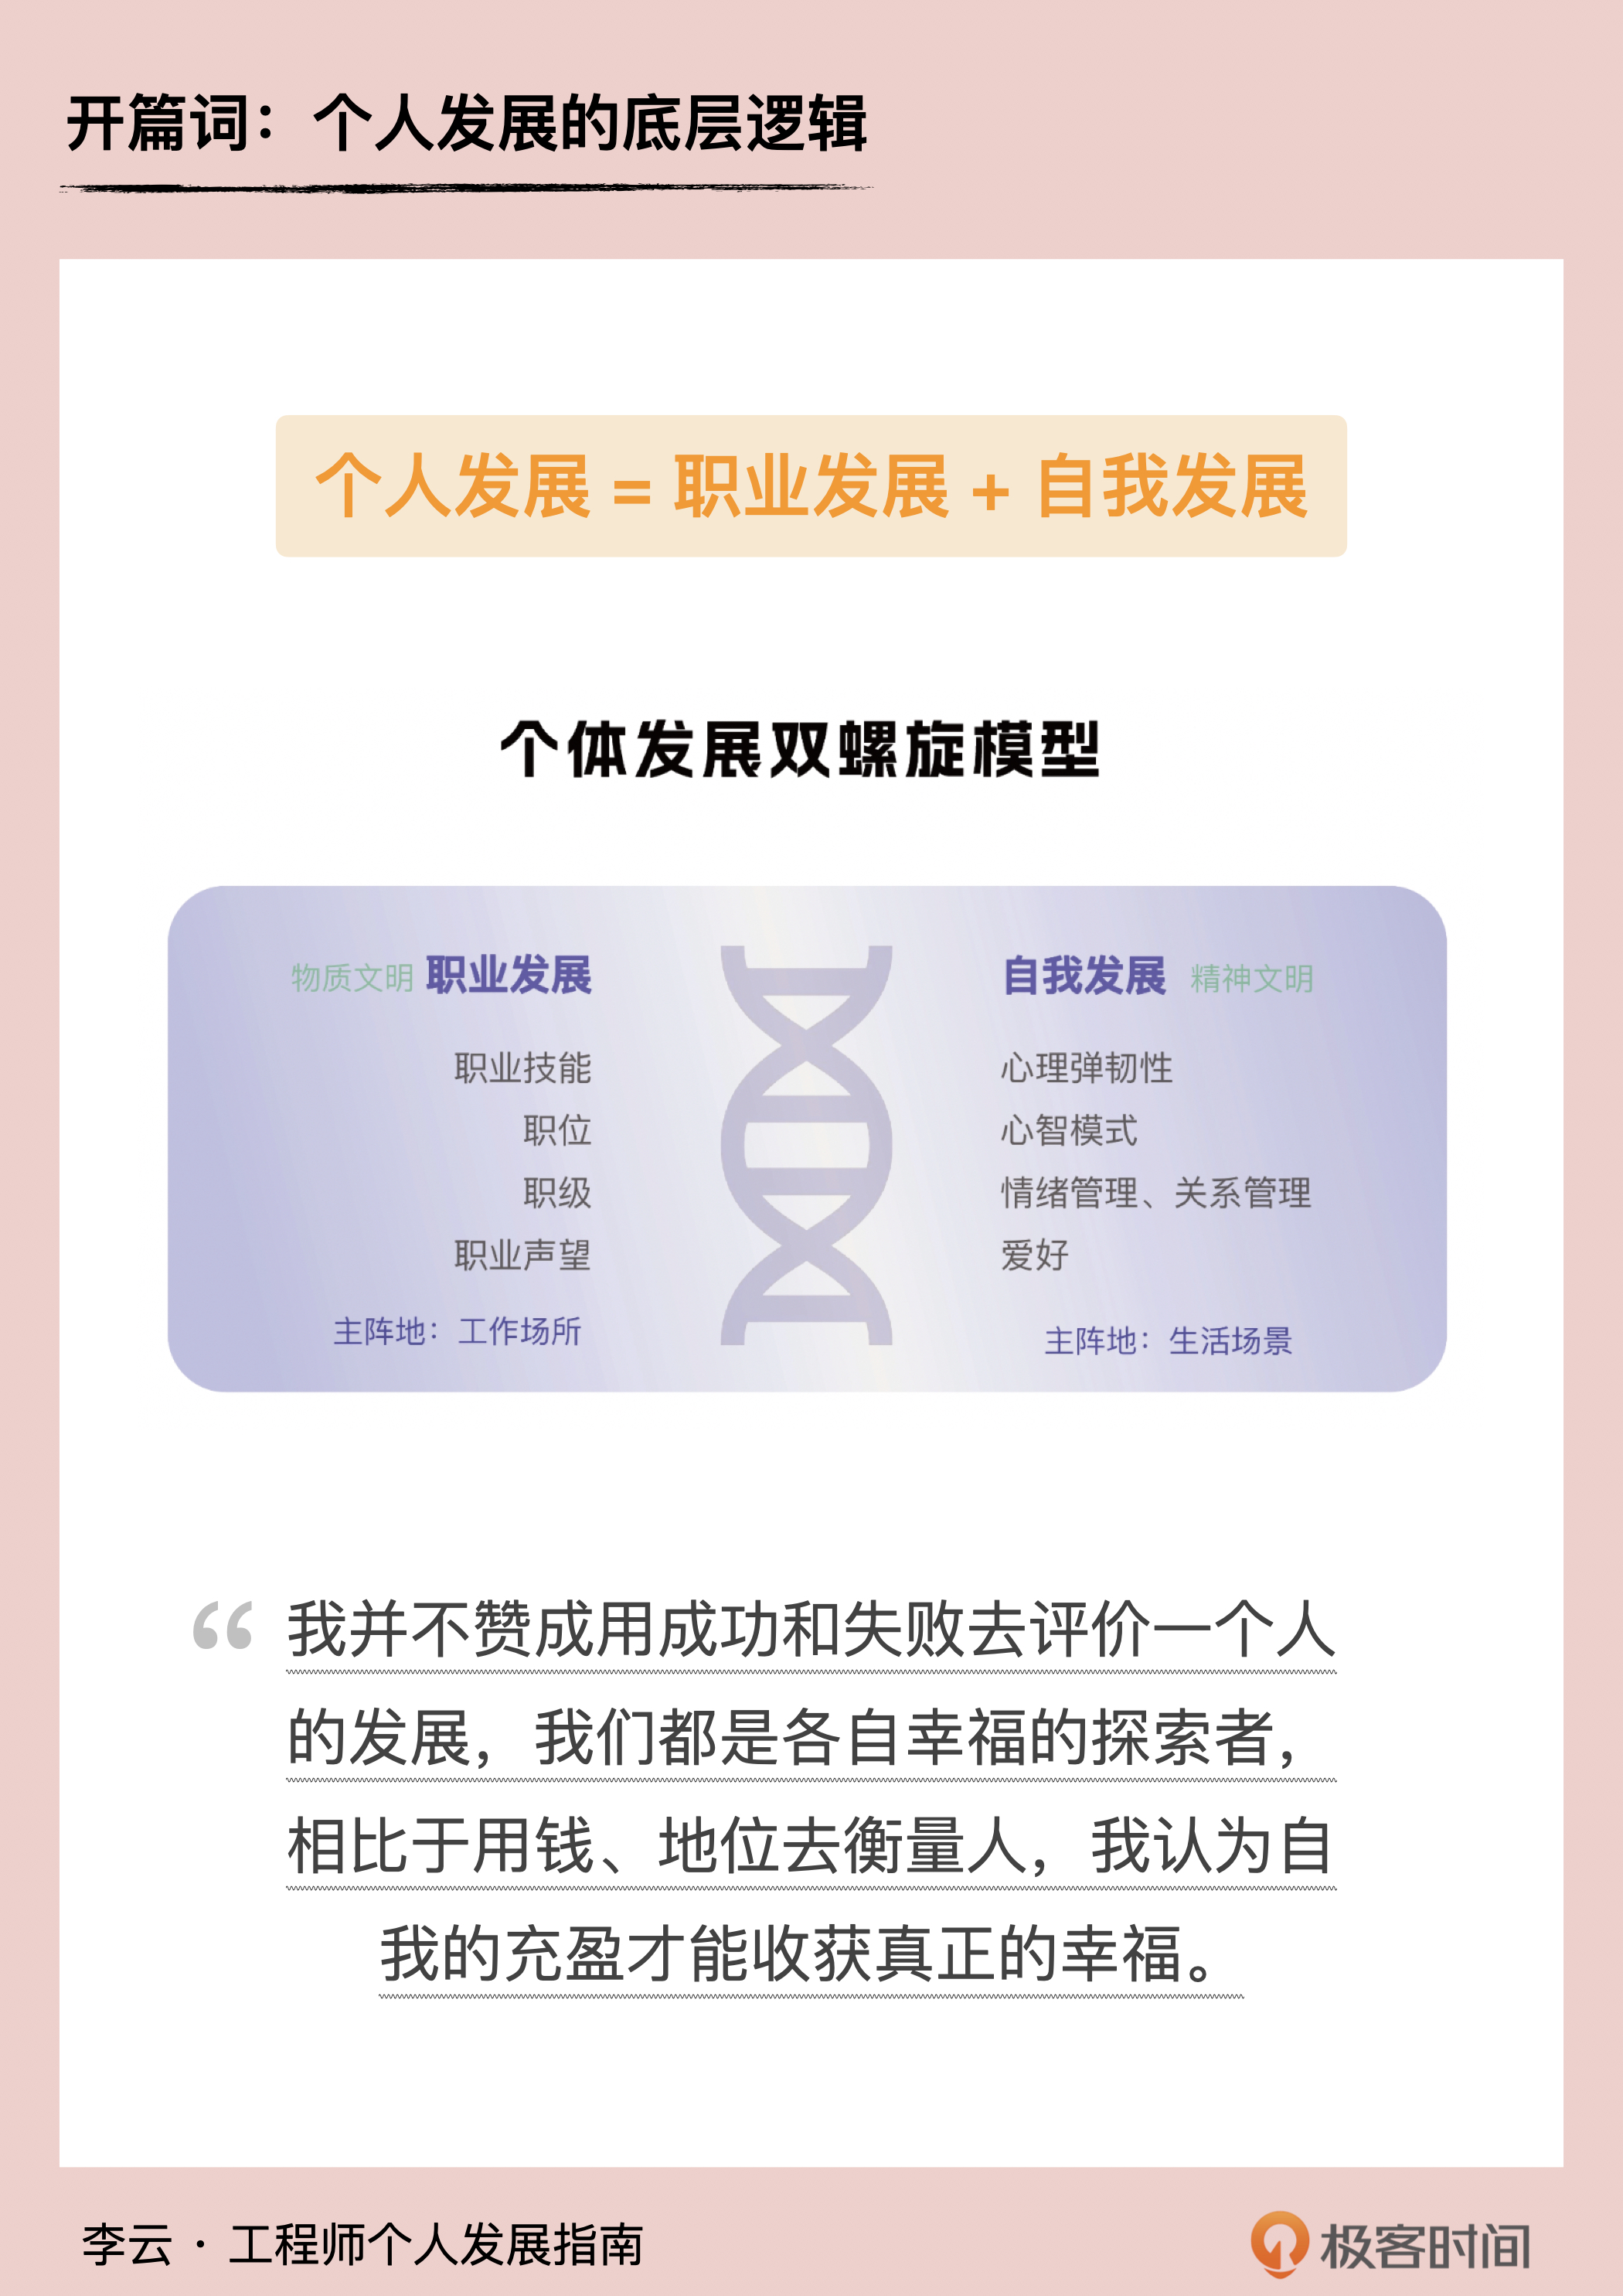 开篇词：个人发展的底层逻辑
个人发展 = 职业发展 + 自我发展
个体发展双螺旋模型
物质文明 职业发展
职业技能
职位
职级
职业声望
主阵地：工作场所
自我发展 精神文明
心理弹韧性
心智模式
情绪管理、关系管理
爱好
主阵地：生活场景
“我并不赞成用成功和失败去评价一个人
的发展，我们都是各自幸福的探索者，
相比于用钱、地位去衡量人，我认为自
我的充盈才能收获真正的幸福。
李云 · 工程师个人发展指南
极客时间